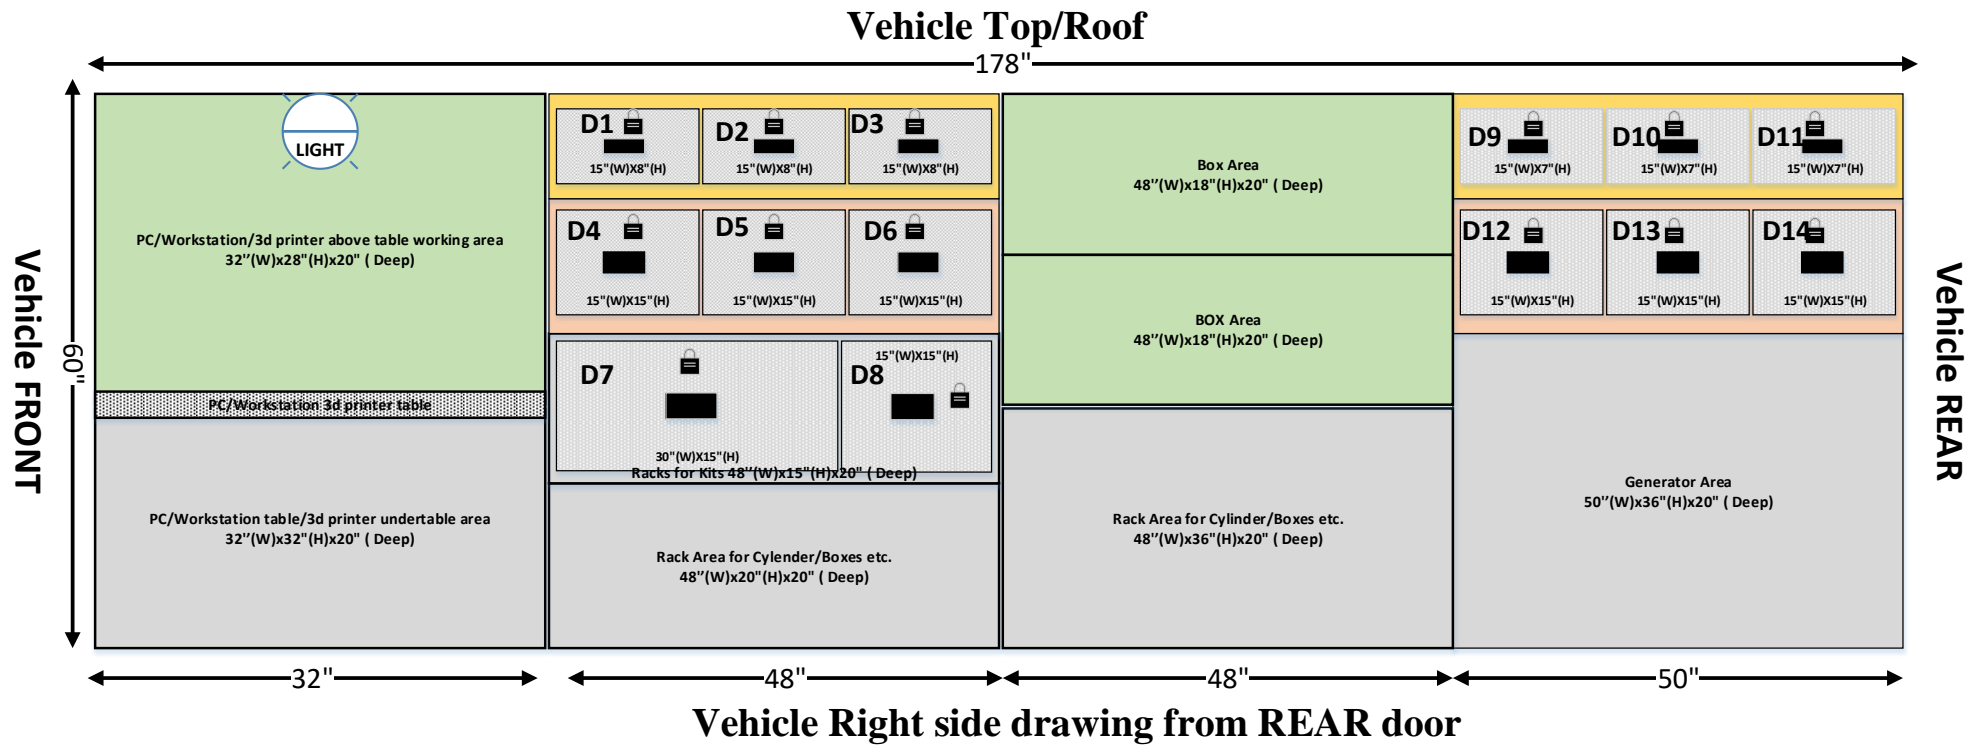 Vehicle Top/Roof
178"
Vehicle FRONT
60"
LIGHT
PC/Workstation/3d printer above table working area
32''(W)x28"(H)x20" ( Deep)
PC/Workstation 3d printer table
PC/Workstation table/3d printer undertable area
32''(W)x32"(H)x20" ( Deep)
D1
15"(W)X8"(H)
D2
15"(W)X8"(H)
D3
15"(W)X8"(H)
D4
15"(W)X15"(H)
D5
15"(W)X15"(H)
D6
15"(W)X15"(H)
D7
30"(W)X15"(H)
D8
15"(W)X15"(H)
Racks for Kits 48''(W)x15"(H)x20" ( Deep)
Rack Area for Cylender/Boxes etc.
48''(W)x20"(H)x20" ( Deep)
Box Area
48''(W)x18"(H)x20" ( Deep)
BOX Area
48''(W)x18"(H)x20" ( Deep)
Rack Area for Cylinder/Boxes etc.
48''(W)x36"(H)x20" ( Deep)
D9
15"(W)X7"(H)
D10
15"(W)X7"(H)
D11
15"(W)X7"(H)
D12
15"(W)X15"(H)
D13
15"(W)X15"(H)
D14
15"(W)X15"(H)
Generator Area
50''(W)x36"(H)x20" ( Deep)
Vehicle REAR
32"
48"
48"
50"
Vehicle Right side drawing from REAR door